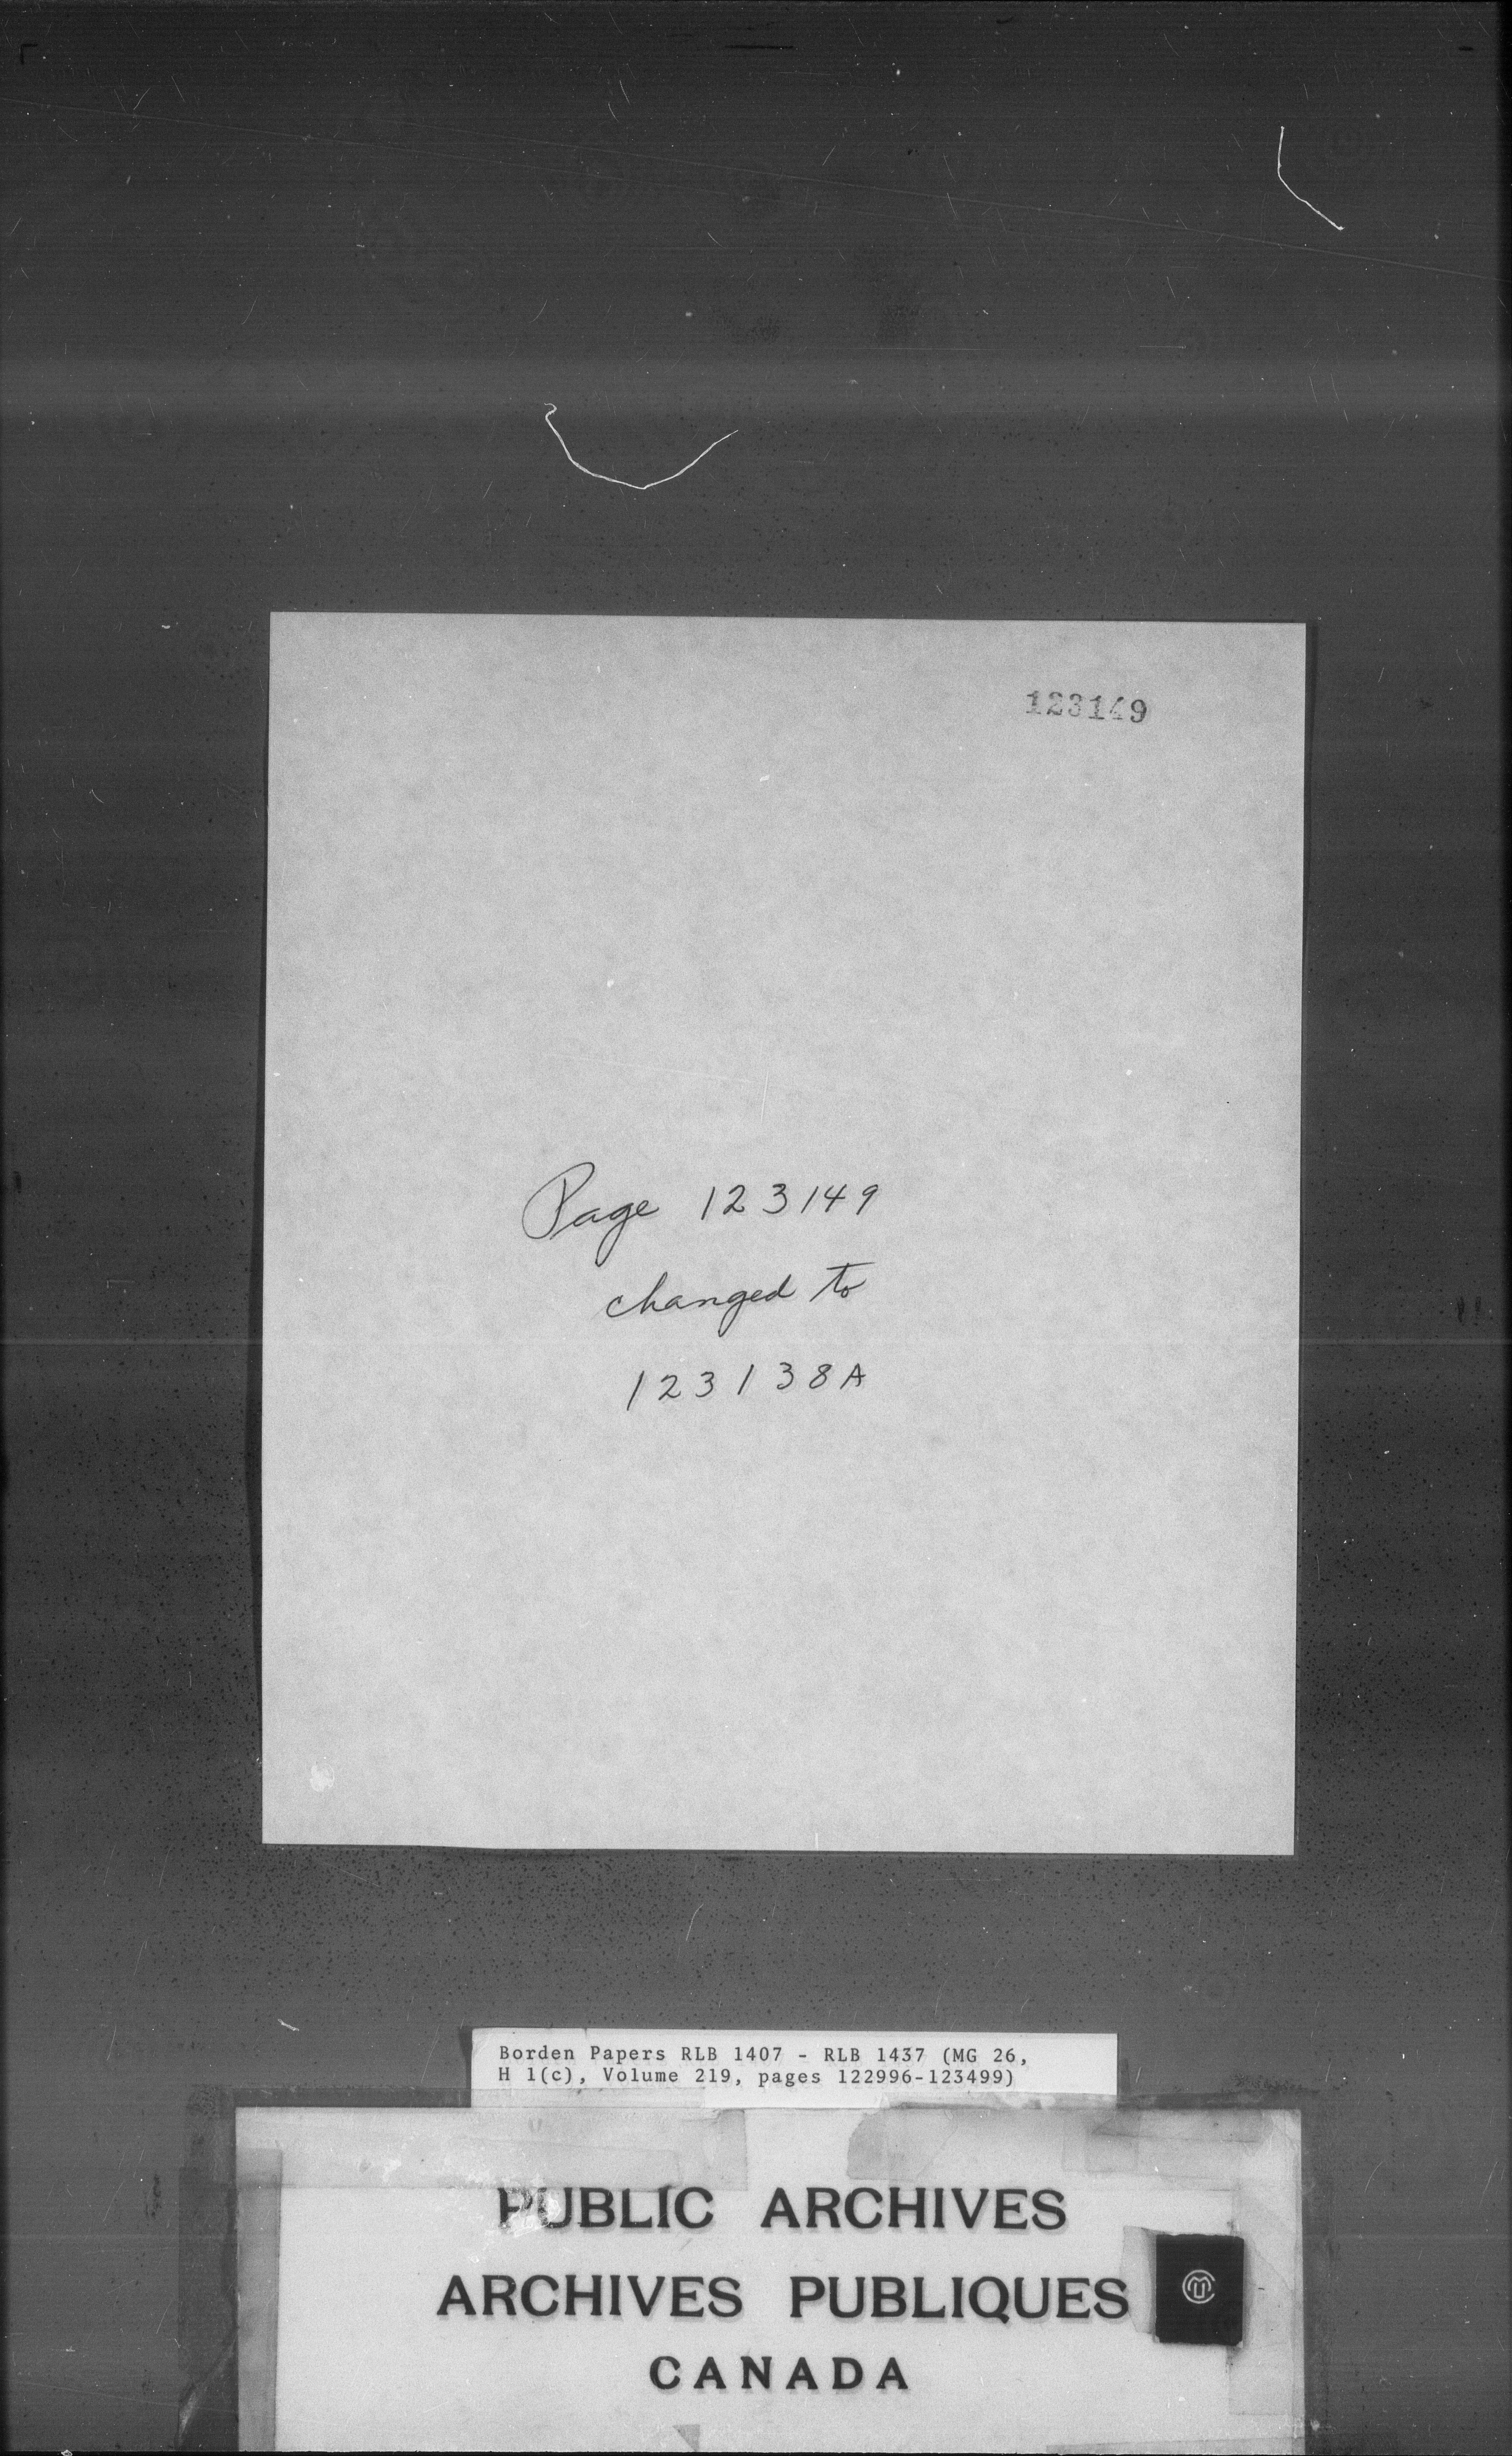 123149
Page 123149
changed to
123138A
Borden Papers RLB 1407 - RLB 1437 (MG 26,
H 1(c), Volume 219, pages 122996-123499)
PUBLIC ARCHIVES
ARCHIVES PUBLIQUES
CANADA